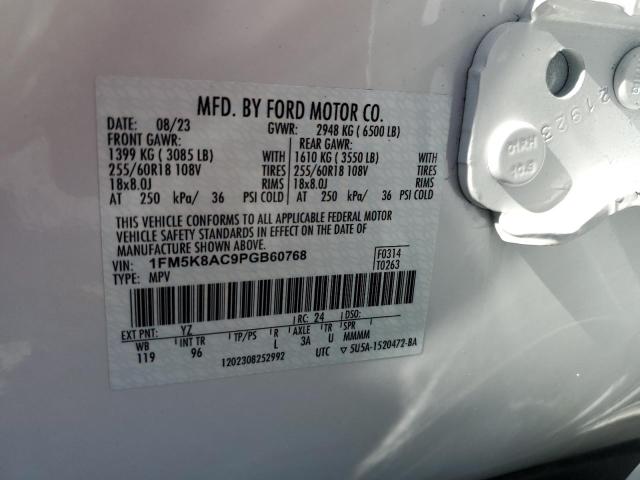 MFD. BY FORD MOTOR CO.
DATE: 08/23 GVWR: 2948 KG ( 6500 LB)
FRONT GAWR: REAR GAWR:
1399 KG ( 3085 LB) WITH 1610 KG ( 3550 LB) WITH
255/60R18 108V TIRES 255/60R18 108V TIRES
18x8.0J RIMS 18x8.0J RIMS
AT 250 kPa/ 36 PSI COLD AT 250 kPa/ 36 PSI COLD
THIS VEHICLE CONFORMS TO ALL APPLICABLE FEDERAL MOTOR
VEHICLE SAFETY STANDARDS IN EFFECT ON THE DATE OF
MANUFACTURE SHOWN ABOVE.
VIN: 1FM5K8AC9PGB60768 F0314
TYPE: MPV T0263
EXT PNT: YZ RC: 24 DSO:
WB INT TR TP/PS R AXLE TR SPR
119 96 L 3A U MMMM
1202308252992 UTC 5U5A-1520472-BA
21923